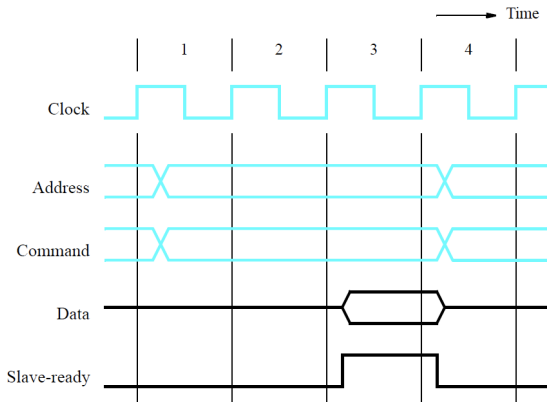 Time
1 2 3 4
Clock
Address
Command
Data
Slave-ready